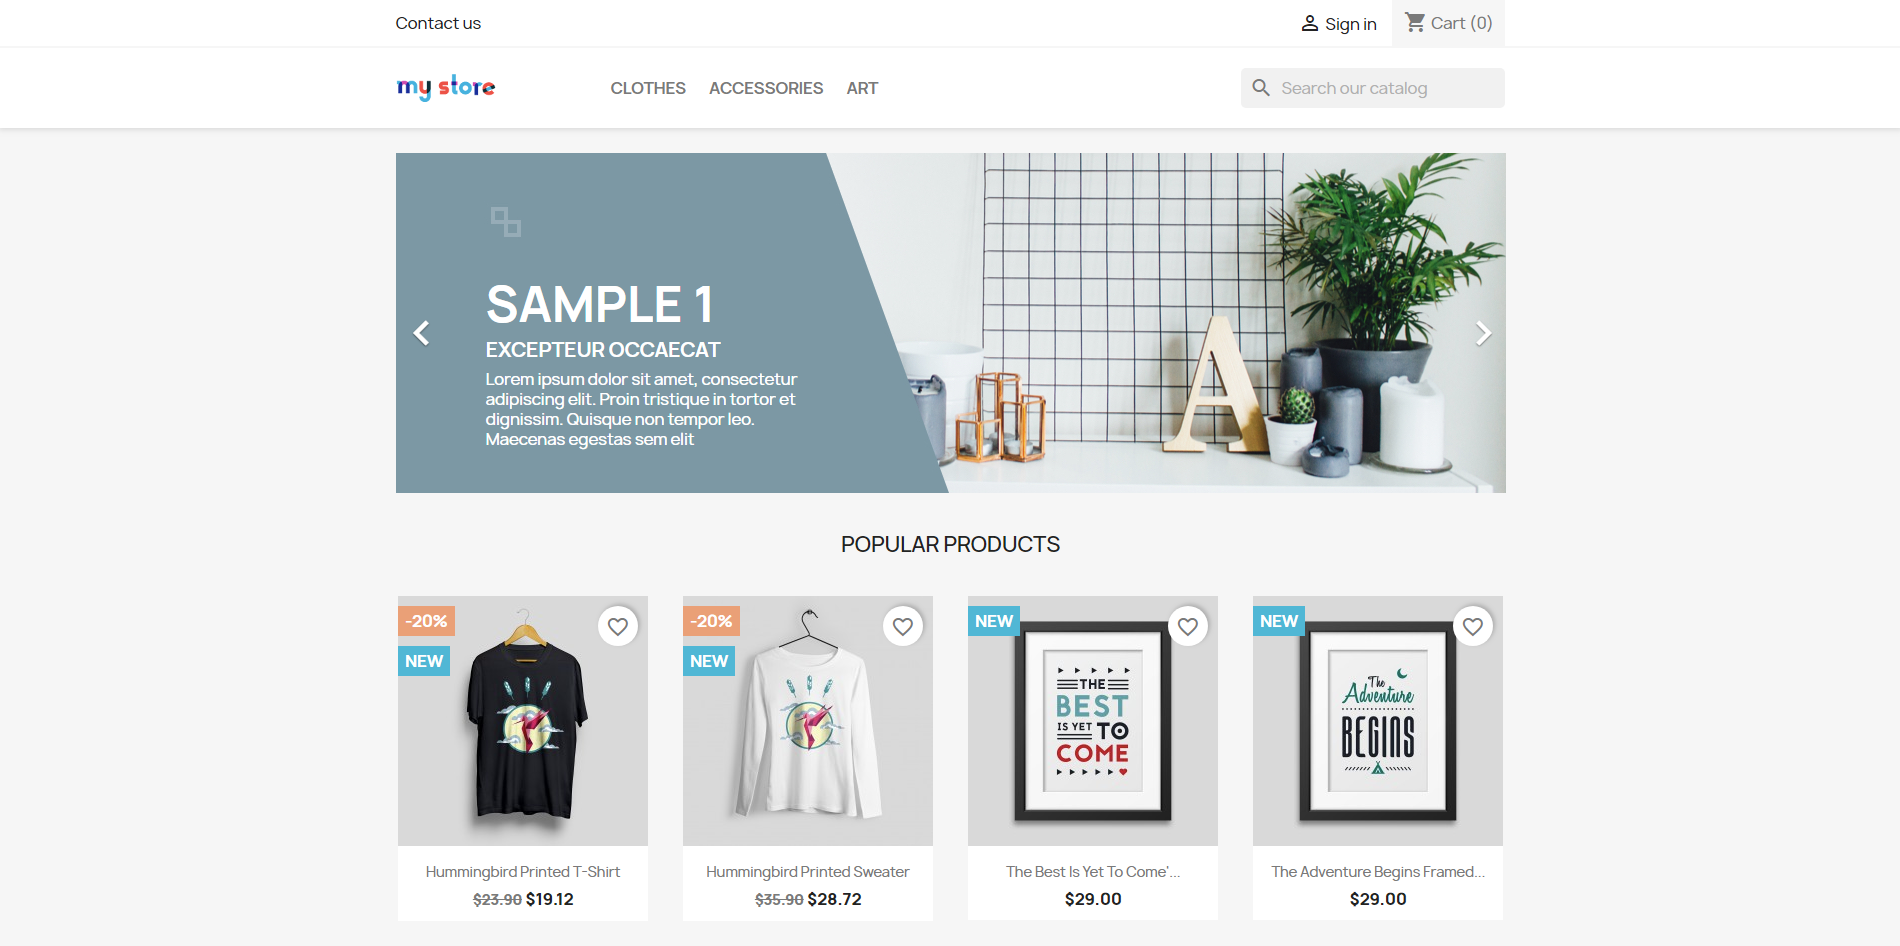 Contact us
Sign in
Cart (0)
my store
CLOTHES
ACCESSORIES
ART
Search our catalog
SAMPLE 1
EXCEPTEUR OCCAECAT
Lorem ipsum dolor sit amet, consectetur
adipiscing elit. Proin tristique in tortor et
dignissim. Quisque non tempor leo.
Maecenas egestas sem elit
A
POPULAR PRODUCTS
-20%
NEW
Hummingbird Printed T-Shirt
$23.90 $19.12
-20%
NEW
Hummingbird Printed Sweater
$35.90 $28.72
NEW
THE
BEST
IS YET TO
COME
The Best Is Yet To Come'...
$29.00
NEW
The
Adventure
BEGINS
The Adventure Begins Framed...
$29.00